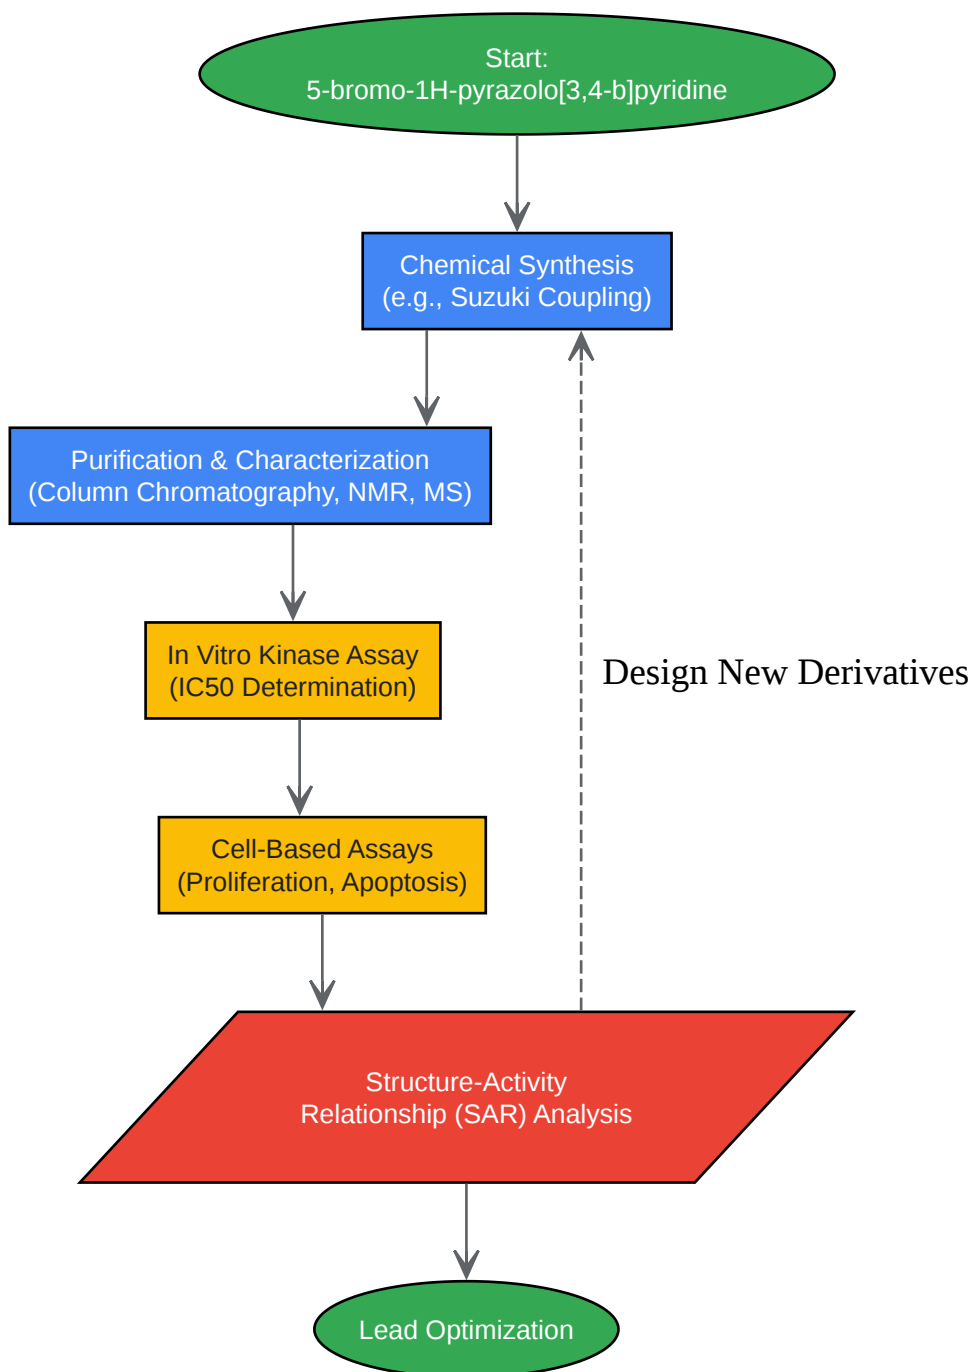 Start:
5-bromo-1H-pyrazolo[3,4-b]pyridine
Chemical Synthesis
(e.g., Suzuki Coupling)
Purification & Characterization
(Column Chromatography, NMR, MS)
In Vitro Kinase Assay
(IC50 Determination)
Design New Derivatives
Cell-Based Assays
(Proliferation, Apoptosis)
Structure-Activity
Relationship (SAR) Analysis
Lead Optimization